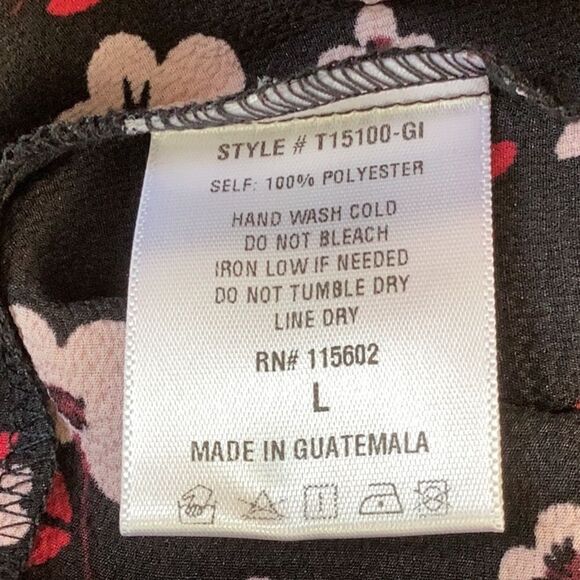 STYLE # T15100-GI
SELF: 100% POLYESTER
HAND WASH COLD
DO NOT BLEACH
IRON LOW IF NEEDED
DO NOT TUMBLE DRY
LINE DRY
RN# 115602
L
MADE IN GUATEMALA